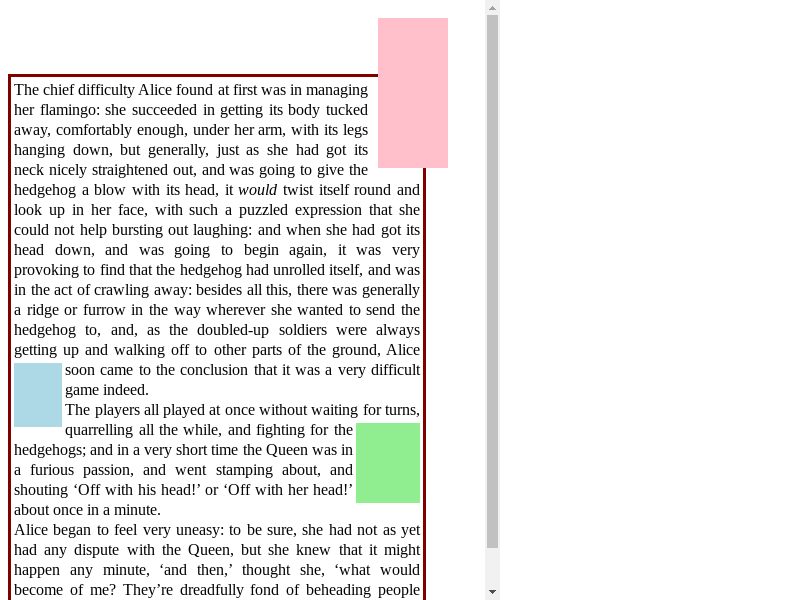 The chief difficulty Alice found at first was in managing
her flamingo: she succeeded in getting its body tucked
away, comfortably enough, under her arm, with its legs
hanging down, but generally, just as she had got its
neck nicely straightened out, and was going to give the
hedgehog a blow with its head, it would twist itself round and
look up in her face, with such a puzzled expression that she
could not help bursting out laughing: and when she had got its
head down, and was going to begin again, it was very
provoking to find that the hedgehog had unrolled itself, and was
in the act of crawling away: besides all this, there was generally
a ridge or furrow in the way wherever she wanted to send the
hedgehog to, and, as the doubled-up soldiers were always
getting up and walking off to other parts of the ground, Alice
soon came to the conclusion that it was a very difficult
game indeed.
The players all played at once without waiting for turns,
quarrelling all the while, and fighting for the
hedgehogs; and in a very short time the Queen was in
a furious passion, and went stamping about, and
shouting ‘Off with his head!’ or ‘Off with her head!’
about once in a minute.
Alice began to feel very uneasy: to be sure, she had not as yet
had any dispute with the Queen, but she knew that it might
happen any minute, ‘and then,’ thought she, ‘what would
become of me? They’re dreadfully fond of beheading people